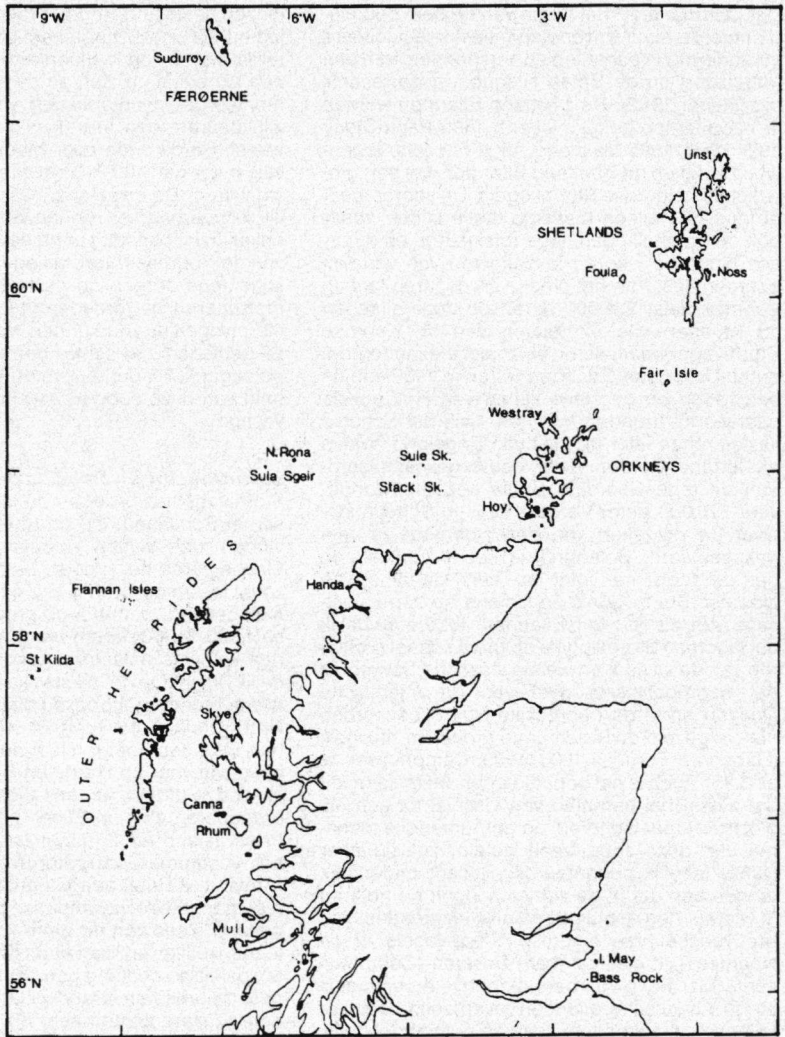 9°W
6°W
3°W
Suduroy
FÆRØERNE
Unst
SHETLANDS
Foula
Noss
60°N
Fair Isle
Westray
N. Rona
Sula Sgeir
Sule Sk.
Stack Sk.
ORKNEYS
Hoy
OUTER HEBRIDES
Flannan Isles
Handa
58°N
St Kilda
Skye
Canna
Rhum
Mull
I. May
Bass Rock
56°N